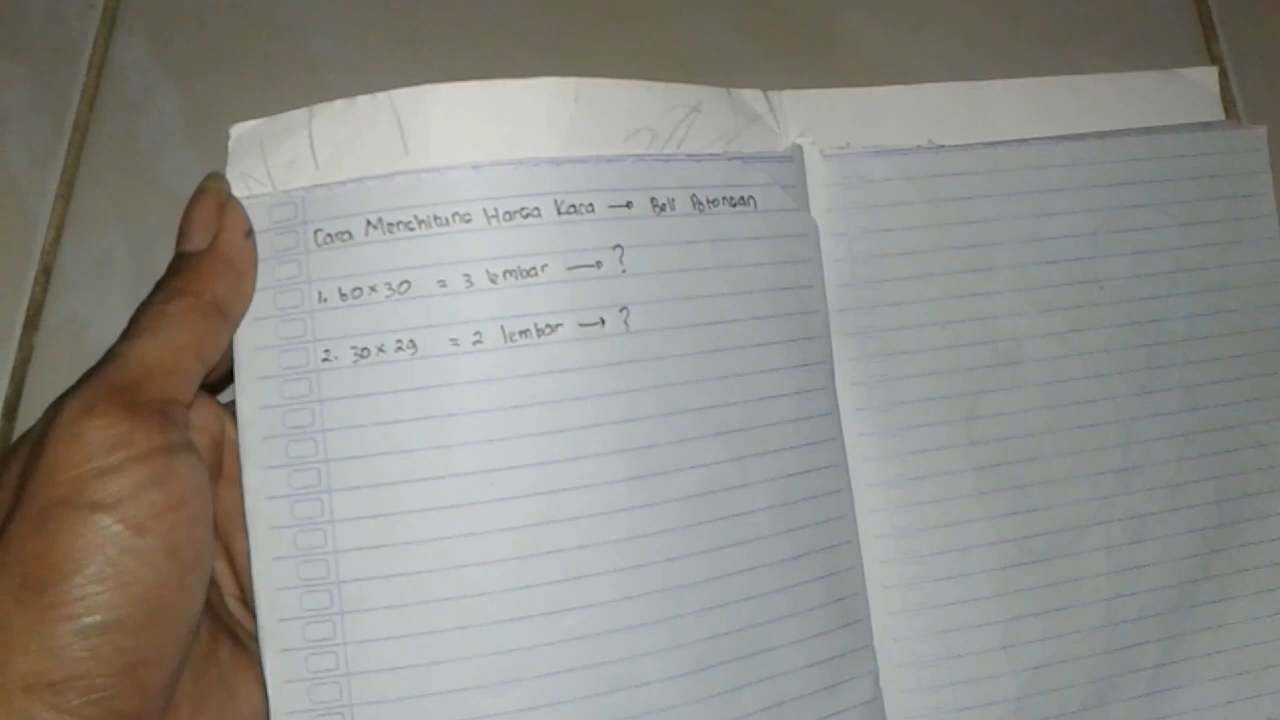 Cara Menghitung Harga Kaca → Beli Potongan
1. 60 × 30 = 3 lembar → ?
2. 30 × 29 = 2 lembar → ?